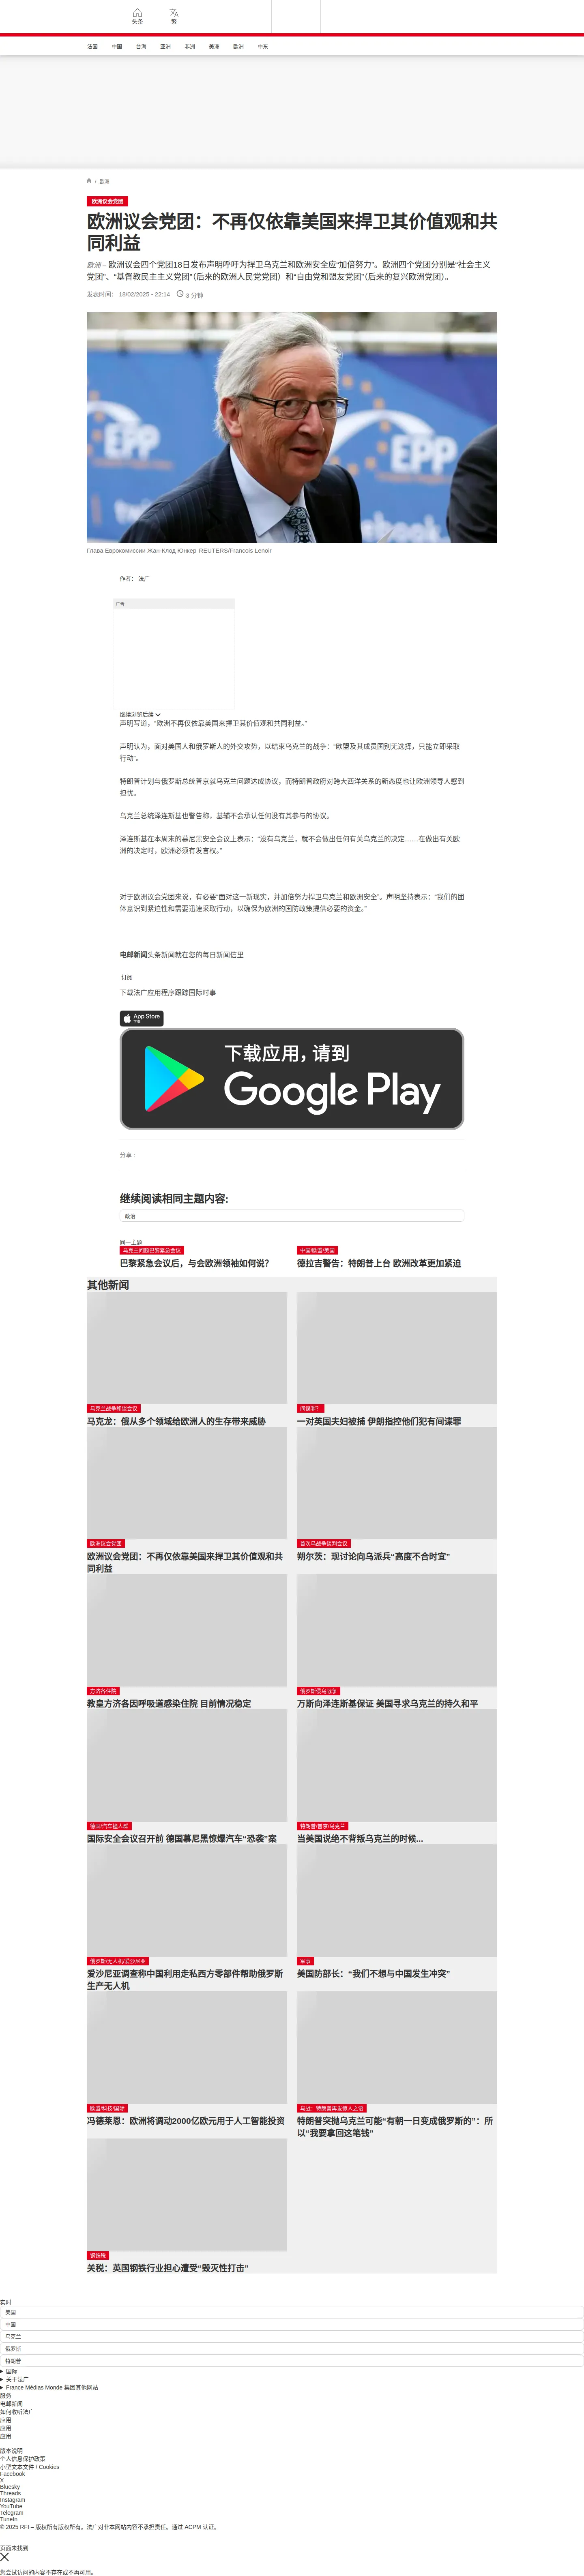 头条
繁
法国
中国
台海
亚洲
非洲
美洲
欧洲
中东
/ 欧洲
欧洲议会党团
欧洲议会党团：不再仅依靠美国来捍卫其价值观和共
同利益
欧洲 – 欧洲议会四个党团18日发布声明呼吁为捍卫乌克兰和欧洲安全应“加倍努力”。欧洲四个党团分别是“社会主义
党团”、“基督教民主主义党团”（后来的欧洲人民党党团）和“自由党和盟友党团”（后来的复兴欧洲党团）。
发表时间： 18/02/2025 - 22:14
3 分钟
EPP
EPP
Глава Еврокомиссии Жан-Клод Юнкер REUTERS/Francois Lenoir
作者： 法广
广告
继续浏览后续
声明写道，“欧洲不再仅依靠美国来捍卫其价值观和共同利益。”
声明认为，面对美国人和俄罗斯人的外交攻势，以结束乌克兰的战争：“欧盟及其成员国别无选择，只能立即采取
行动”。
特朗普计划与俄罗斯总统普京就乌克兰问题达成协议，而特朗普政府对跨大西洋关系的新态度也让欧洲领导人感到
担忧。
乌克兰总统泽连斯基也警告称，基辅不会承认任何没有其参与的协议。
泽连斯基在本周末的慕尼黑安全会议上表示：“没有乌克兰，就不会做出任何有关乌克兰的决定……在做出有关欧
洲的决定时，欧洲必须有发言权。”
对于欧洲议会党团来说，有必要“面对这一新现实，并加倍努力捍卫乌克兰和欧洲安全”。声明坚持表示：“我们的团
体意识到紧迫性和需要迅速采取行动，以确保为欧洲的国防政策提供必要的资金。”
电邮新闻头条新闻就在您的每日新闻信里
订阅
下载法广应用程序跟踪国际时事
App Store
下载
下载应用，请到
Google Play
分享 :
继续阅读相同主题内容:
政治
同一主题
乌克兰问题巴黎紧急会议
巴黎紧急会议后，与会欧洲领袖如何说？
中国/欧盟/美国
德拉吉警告：特朗普上台 欧洲改革更加紧迫
其他新闻
乌克兰战争和谈会议
马克龙：俄从多个领域给欧洲人的生存带来威胁
间谍罪？
一对英国夫妇被捕 伊朗指控他们犯有间谍罪
欧洲议会党团
欧洲议会党团：不再仅依靠美国来捍卫其价值观和共
同利益
首次乌战争谈判会议
朔尔茨：现讨论向乌派兵“高度不合时宜”
方济各住院
教皇方济各因呼吸道感染住院 目前情况稳定
俄罗斯侵乌战争
万斯向泽连斯基保证 美国寻求乌克兰的持久和平
德国/汽车撞人群
国际安全会议召开前 德国慕尼黑惊爆汽车“恐袭”案
特朗普/普京/乌克兰
当美国说绝不背叛乌克兰的时候...
俄罗斯/无人机/爱沙尼亚
爱沙尼亚调查称中国利用走私西方零部件帮助俄罗斯
生产无人机
军事
美国防部长：“我们不想与中国发生冲突”
欧盟/科技/国际
冯德莱恩：欧洲将调动2000亿欧元用于人工智能投资
乌战：特朗普再发惊人之语
特朗普突抛乌克兰可能“有朝一日变成俄罗斯的”：所
以“我要拿回这笔钱”
钢铁税
关税：英国钢铁行业担心遭受“毁灭性打击”
实时
美国
中国
乌克兰
俄罗斯
特朗普
国际
关于法广
France Médias Monde 集团其他网站
服务
电邮新闻
如何收听法广
应用
应用
应用
版本说明
个人信息保护政策
小型文本文件 / Cookies
Facebook
X
Bluesky
Threads
Instagram
YouTube
Telegram
TuneIn
© 2025 RFI – 版权所有版权所有。法广对非本网站内容不承担责任。通过 ACPM 认证。
页面未找到
您尝试访问的内容不存在或不再可用。